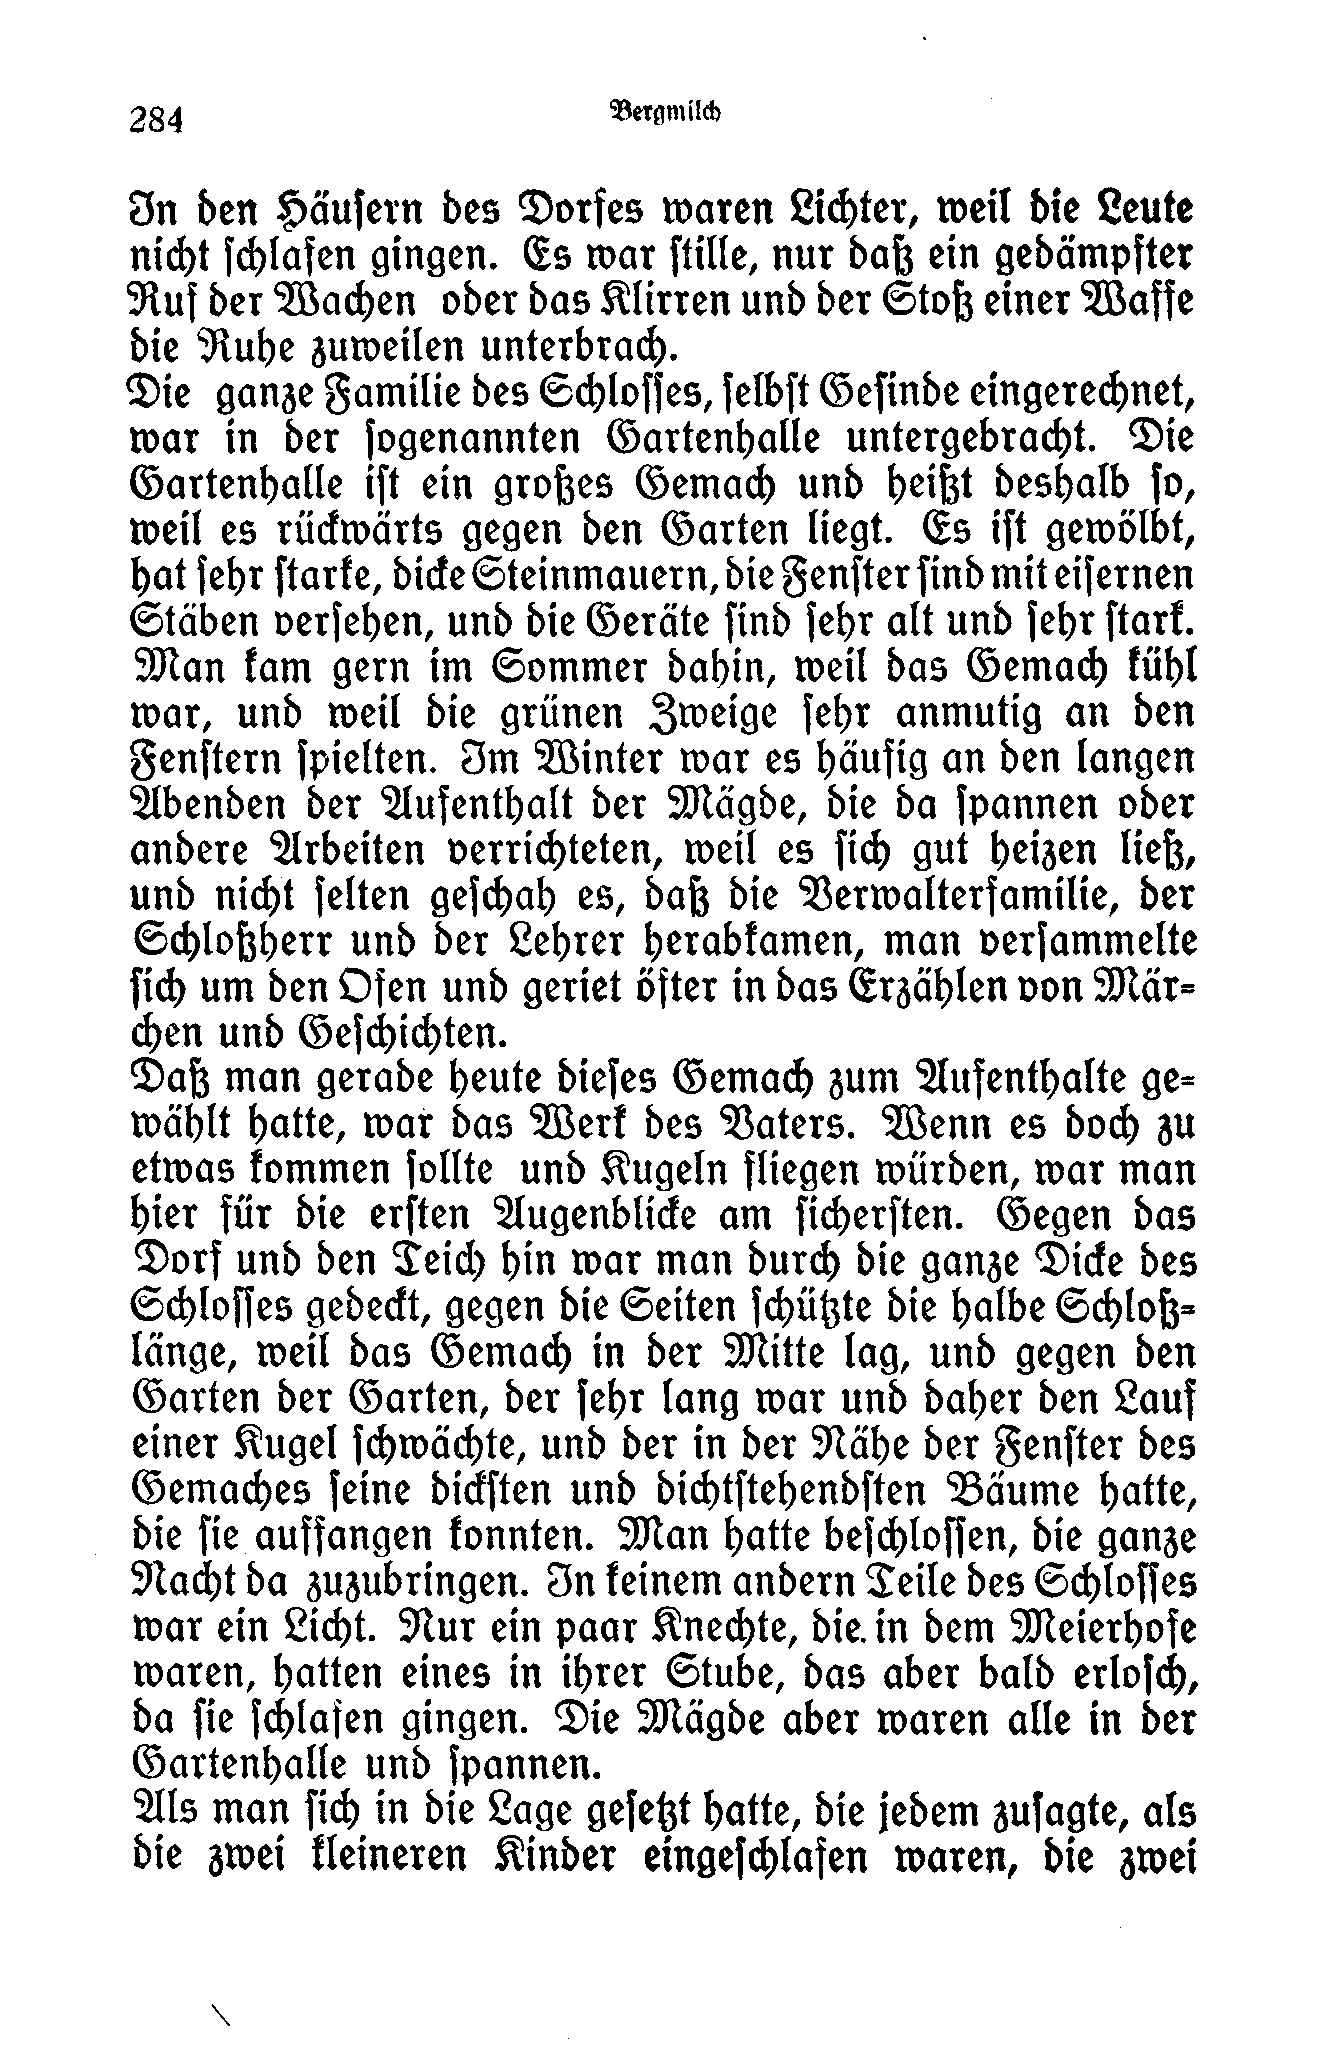 284
Bergmilch
In den Häuſern des Dorfes waren Lichter, weil die Leute
nicht ſchlafen gingen. Es war ſtille, nur daß ein gedämpfter
Ruf der Wachen oder das Klirren und der Stoß einer Waffe
die Ruhe zuweilen unterbrach.
Die ganze Familie des Schloſſes, ſelbſt Geſinde eingerechnet,
war in der ſogenannten Gartenhalle untergebracht. Die
Gartenhalle iſt ein großes Gemach und heißt deshalb ſo,
weil es rückwärts gegen den Garten liegt. Es iſt gewölbt,
hat ſehr ſtarke, dicke Steinmauern, die Fenſter ſind mit eiſernen
Stäben verſehen, und die Geräte ſind ſehr alt und ſehr ſtark.
Man kam gern im Sommer dahin, weil das Gemach kühl
war, und weil die grünen Zweige ſehr anmutig an den
Fenſtern ſpielten. Im Winter war es häufig an den langen
Abenden der Aufenthalt der Mägde, die da ſpannen oder
andere Arbeiten verrichteten, weil es ſich gut heizen ließ,
und nicht ſelten geſchah es, daß die Verwalterfamilie, der
Schloßherr und der Lehrer herabkamen, man verſammelte
ſich um den Ofen und geriet öfter in das Erzählen von Mär⸗
chen und Geſchichten.
Daß man gerade heute dieſes Gemach zum Aufenthalte ge⸗
wählt hatte, war das Werk des Vaters. Wenn es doch zu
etwas kommen ſollte und Kugeln fliegen würden, war man
hier für die erſten Augenblicke am ſicherſten. Gegen das
Dorf und den Teich hin war man durch die ganze Dicke des
Schloſſes gedeckt, gegen die Seiten ſchützte die halbe Schloß⸗
länge, weil das Gemach in der Mitte lag, und gegen den
Garten der Garten, der ſehr lang war und daher den Lauf
einer Kugel ſchwächte, und der in der Nähe der Fenſter des
Gemaches ſeine dickſten und dichtſtehendſten Bäume hatte,
die ſie auffangen konnten. Man hatte beſchloſſen, die ganze
Nacht da zuzubringen. In keinem andern Teile des Schloſſes
war ein Licht. Nur ein paar Knechte, die in dem Meierhofe
waren, hatten eines in ihrer Stube, das aber bald erloſch,
da ſie ſchlafen gingen. Die Mägde aber waren alle in der
Gartenhalle und ſpannen.
Als man ſich in die Lage geſetzt hatte, die jedem zuſagte, als
die zwei kleineren Kinder eingeſchlafen waren, die zwei